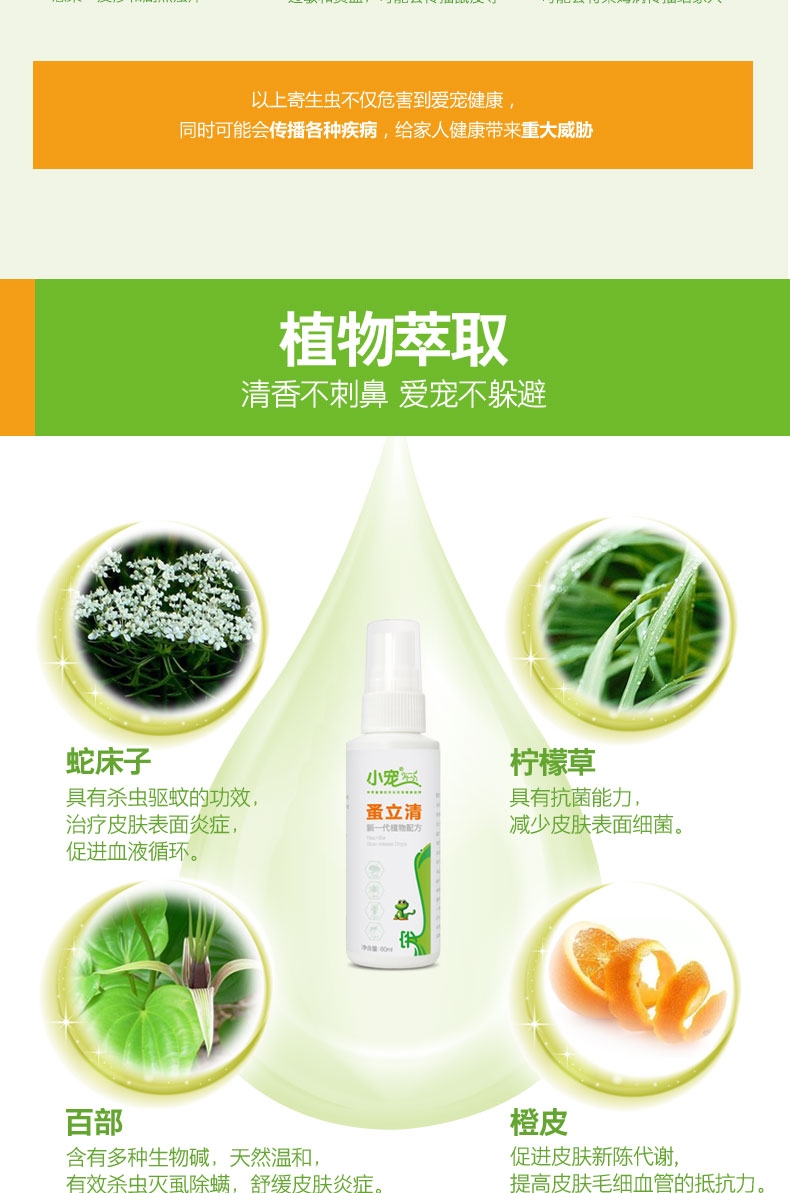 以上寄生虫不仅危害到爱宠健康，
同时可能会传播各种疾病，给家人健康带来重大威胁
植物萃取
清香不刺鼻 爱宠不躲避
小宠®
蚤立清
新一代植物配方
净含量:60ml
蛇床子
具有杀虫驱蚊的功效，
治疗皮肤表面炎症，
促进血液循环。
柠檬草
具有抗菌能力，
减少皮肤表面细菌。
百部
含有多种生物碱，天然温和，
有效杀虫灭虱除螨，舒缓皮肤炎症。
橙皮
促进皮肤新陈代谢,
提高皮肤毛细血管的抵抗力。